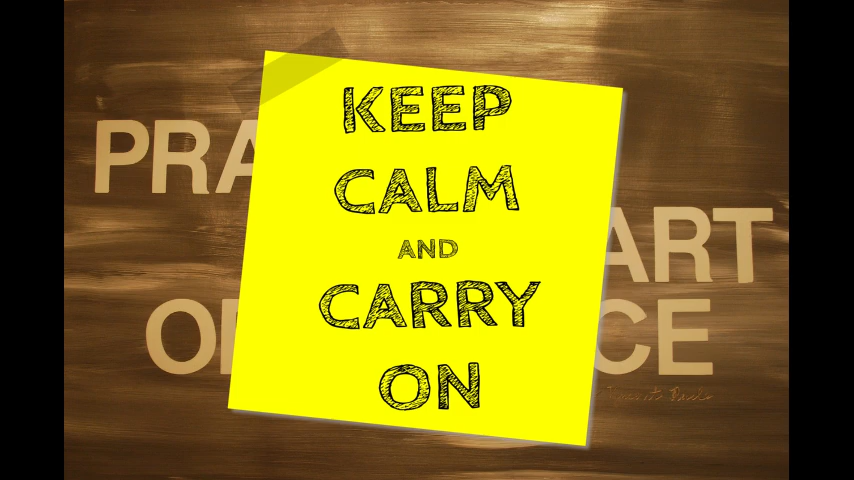 PRA
ART
O
CE
KEEP
CALM
AND
CARRY
ON